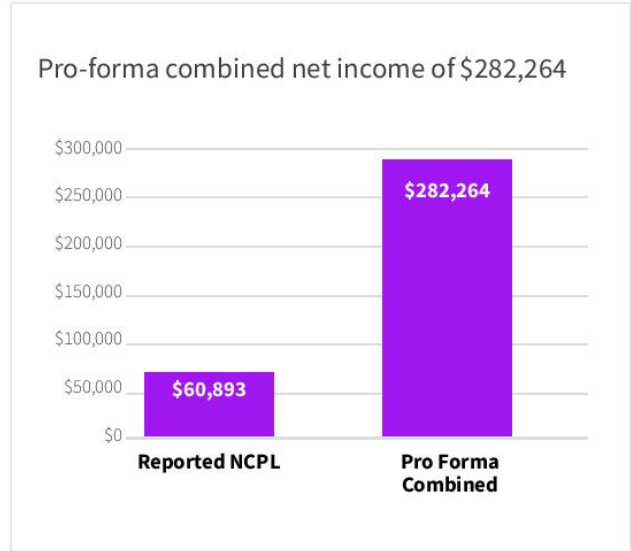 Pro-forma combined net income of $282,264
$300,000
$250,000
$200,000
$150,000
$100,000
$50,000
$0
$60,893
$282,264
Reported NCPL
Pro Forma
Combined